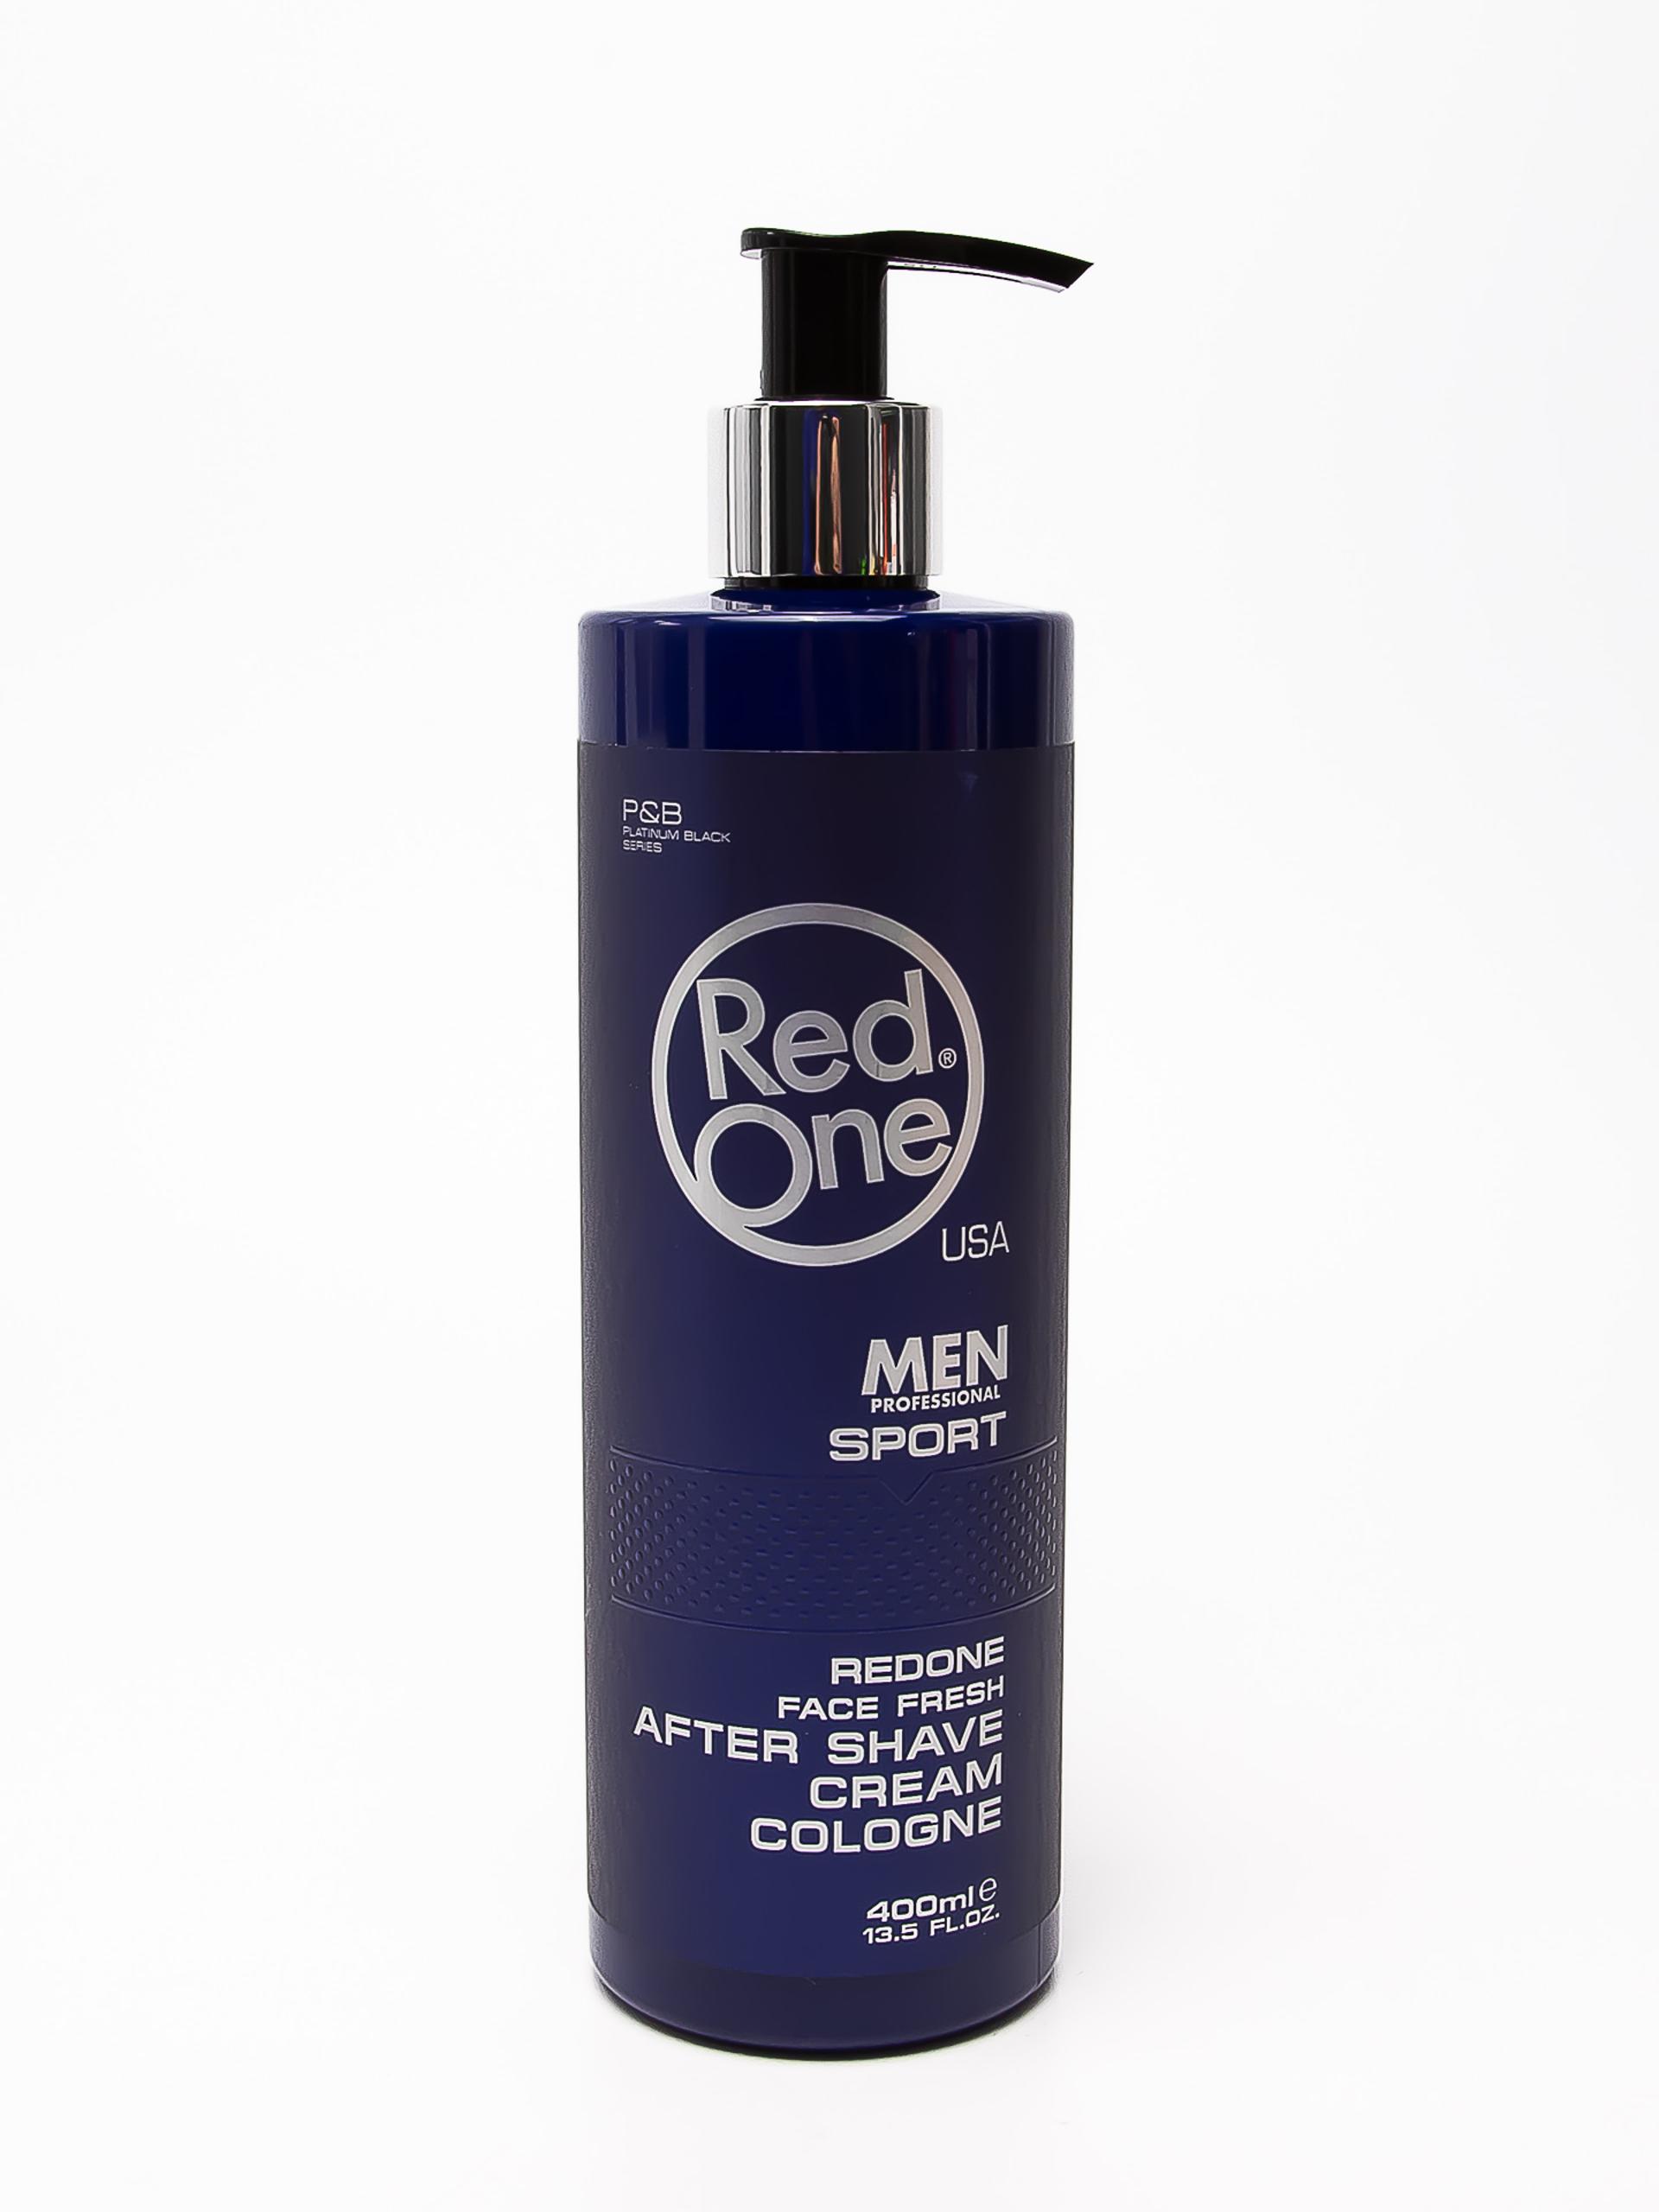 P&B
PLATINUM BLACK
SERIES
Red®
One
USA
MEN
PROFESSIONAL
SPORT
REDONE
FACE FRESH
AFTER SHAVE
CREAM
COLOGNE
400ml e
13.5 FL.OZ.